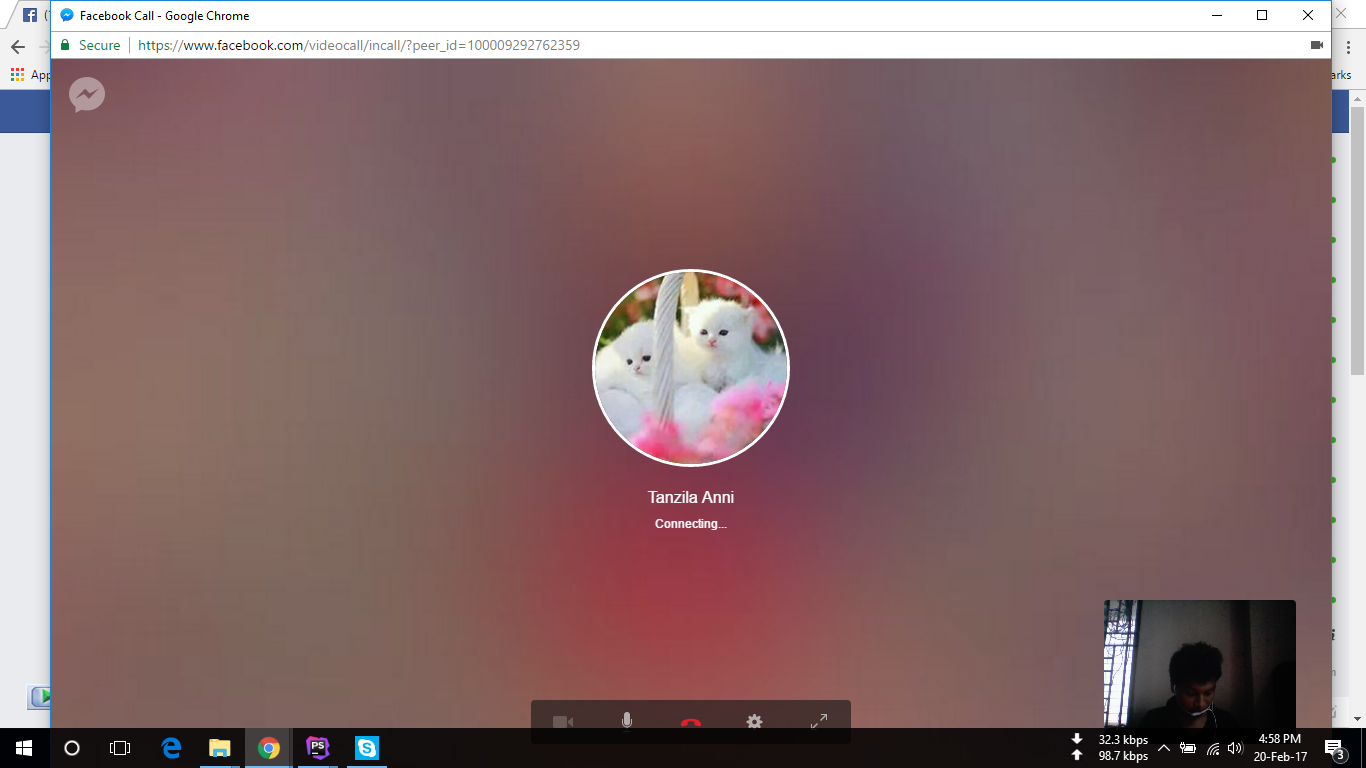 Facebook Call - Google Chrome
Secure
https://www.facebook.com/videocall/incall/?peer_id=100009292762359
App
arks
Tanzila Anni
Connecting...
PS
32.3 kbps
98.7 kbps
4:58 PM
20-Feb-17
3